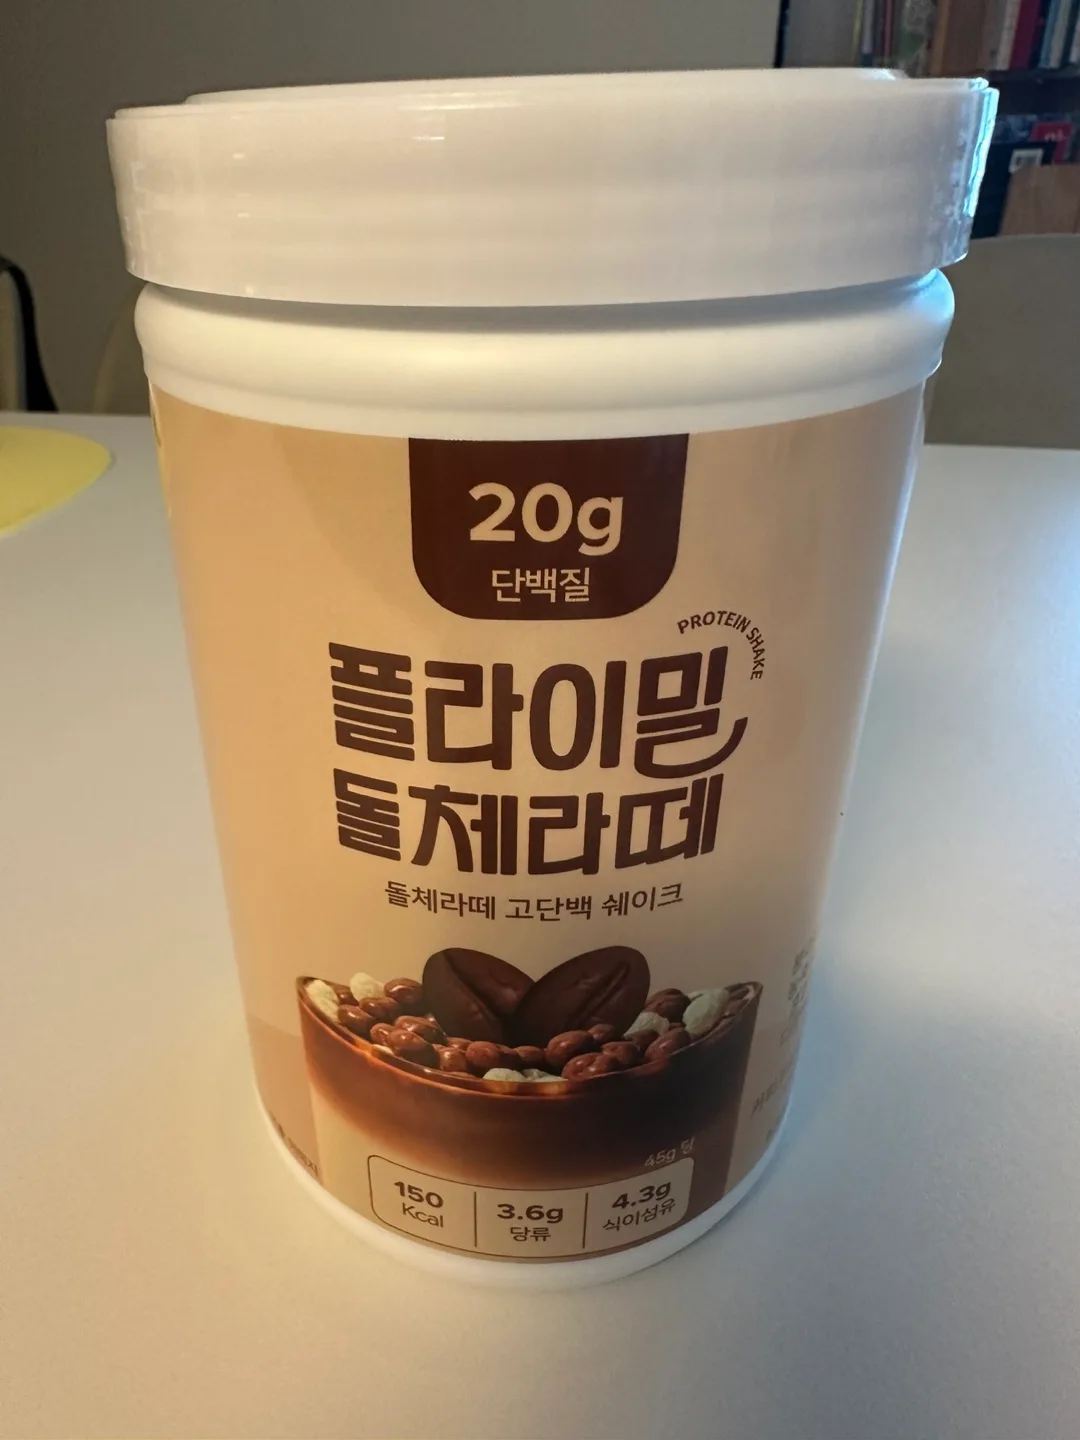 20g
단백질
PROTEIN SHAKE
플라이밀
돌체라떼
돌체라떼 고단백 쉐이크
45g 당
150
Kcal
3.6g
당류
4.3g
식이섬유